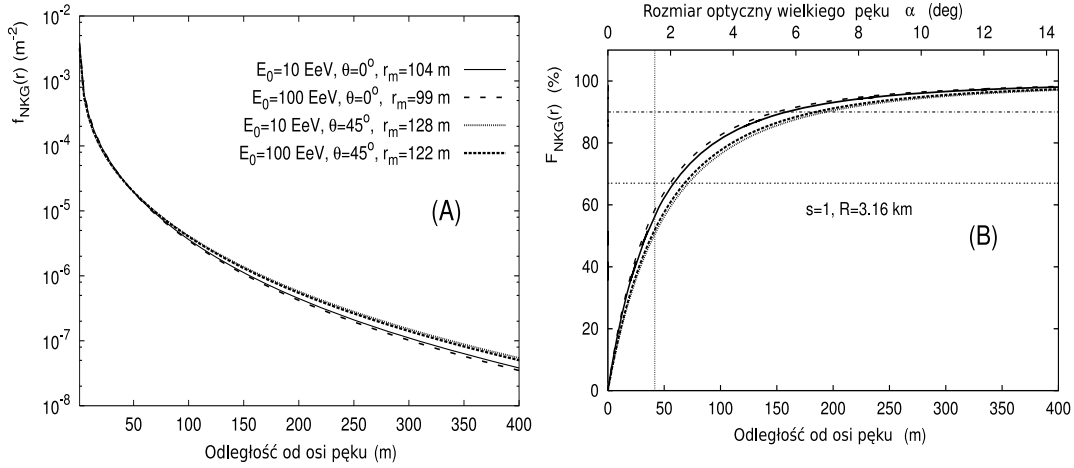 f_NKG(r) (m^-2)
10^-2
10^-3
10^-4
10^-5
10^-6
10^-7
10^-8
E_0=10 EeV, θ=0°, r_m=104 m
E_0=100 EeV, θ=0°, r_m=99 m
E_0=10 EeV, θ=45°, r_m=128 m
E_0=100 EeV, θ=45°, r_m=122 m
(A)
50 100 150 200 250 300 350 400
Odległość od osi pęku (m)
Rozmiar optyczny wielkiego pęku α (deg)
0 2 4 6 8 10 12 14
F_NKG(r) (%)
100
80
60
40
20
0
s=1, R=3.16 km
(B)
0 50 100 150 200 250 300 350 400
Odległość od osi pęku (m)